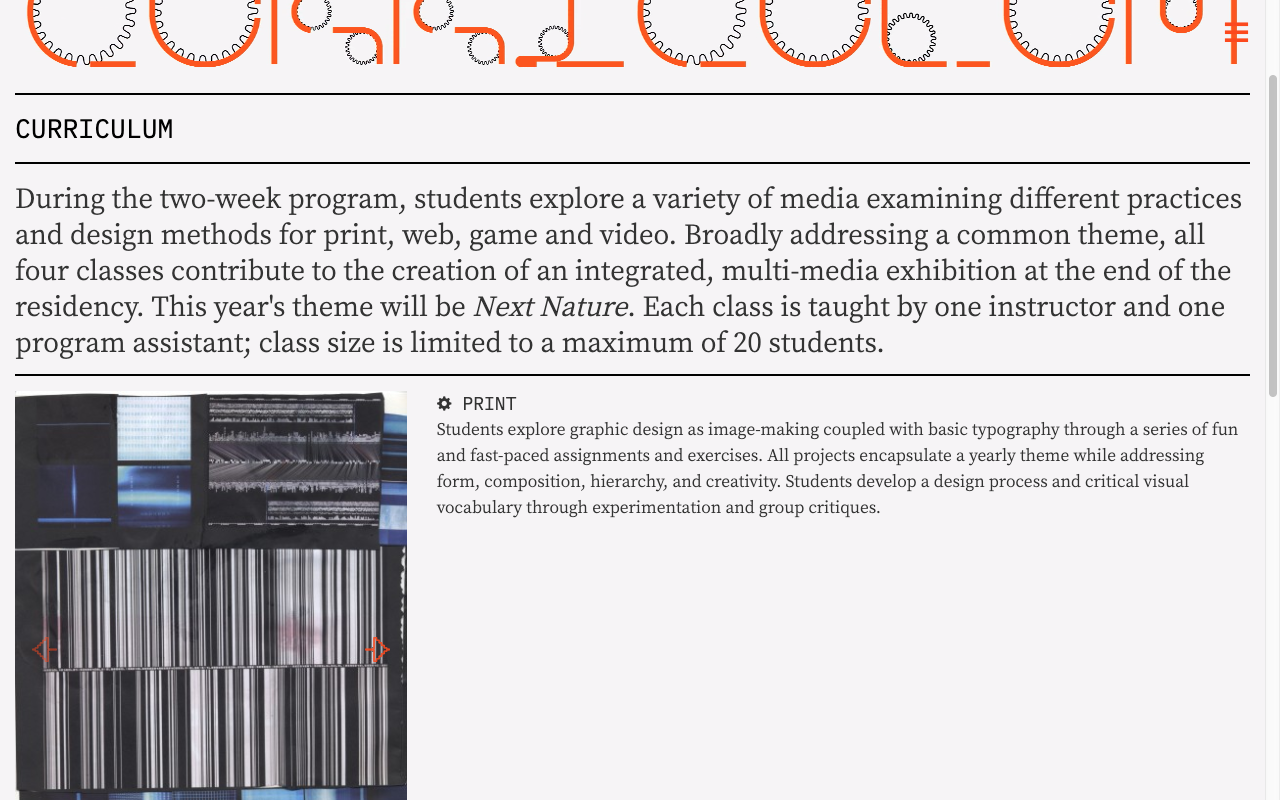 CURRICULUM
During the two-week program, students explore a variety of media examining different practices
and design methods for print, web, game and video. Broadly addressing a common theme, all
four classes contribute to the creation of an integrated, multi-media exhibition at the end of the
residency. This year's theme will be Next Nature. Each class is taught by one instructor and one
program assistant; class size is limited to a maximum of 20 students.
PRINT
Students explore graphic design as image-making coupled with basic typography through a series of fun
and fast-paced assignments and exercises. All projects encapsulate a yearly theme while addressing
form, composition, hierarchy, and creativity. Students develop a design process and critical visual
vocabulary through experimentation and group critiques.